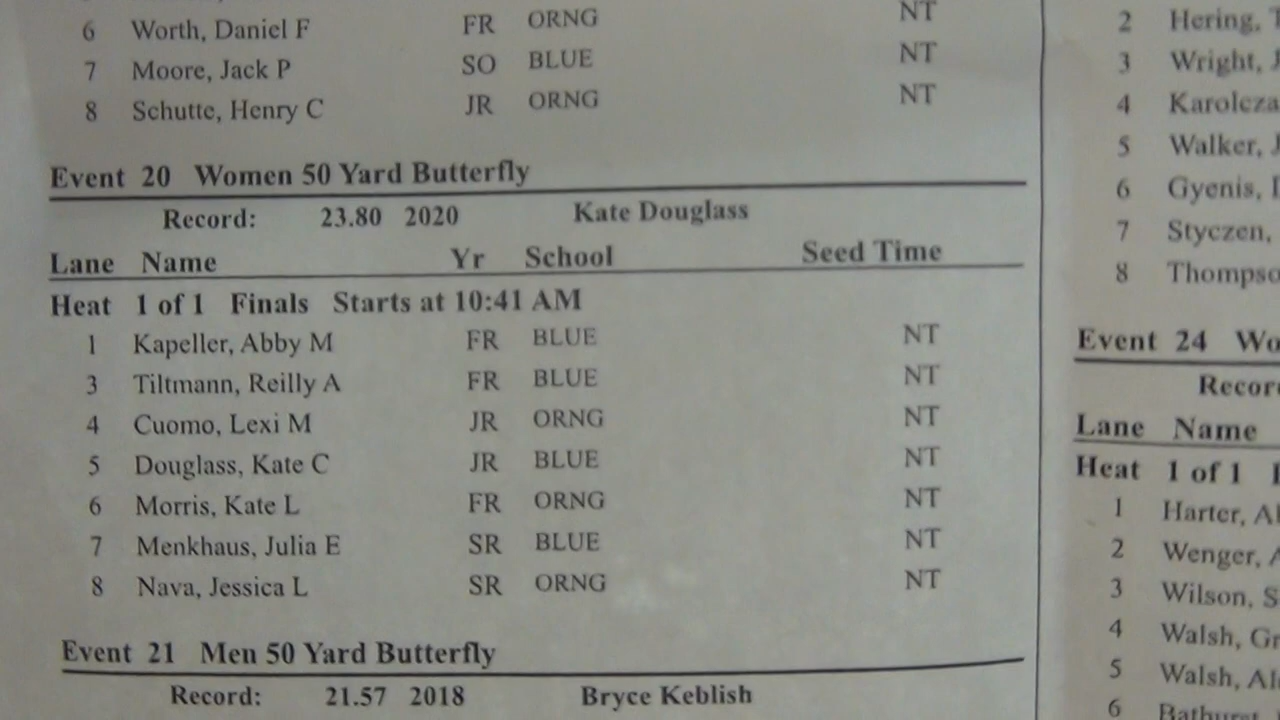 6 Worth, Daniel F FR ORNG NT
7 Moore, Jack P SO BLUE NT
8 Schutte, Henry C JR ORNG NT
Event 20 Women 50 Yard Butterfly
Record: 23.80 2020 Kate Douglass
Lane Name Yr School Seed Time
Heat 1 of 1 Finals Starts at 10:41 AM
1 Kapeller, Abby M FR BLUE NT
3 Tiltmann, Reilly A FR BLUE NT
4 Cuomo, Lexi M JR ORNG NT
5 Douglass, Kate C JR BLUE NT
6 Morris, Kate L FR ORNG NT
7 Menkhaus, Julia E SR BLUE NT
8 Nava, Jessica L SR ORNG NT
Event 21 Men 50 Yard Butterfly
Record: 21.57 2018 Bryce Keblish
2 Hering,
3 Wright,
4 Karolcza
5 Walker,
6 Gyenis,
7 Styczen,
8 Thompso
Event 24 Wo
Recor
Lane Name
Heat 1 of 1
1 Harter, Al
2 Wenger, A
3 Wilson, S
4 Walsh, Gr
5 Walsh, Al
6 Bathurst,